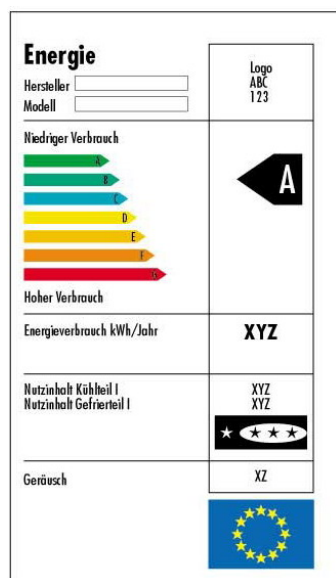 Energie
Logo
ABC
123
Hersteller
Modell
Niedriger Verbrauch
A
B
C
D
E
F
G
A
Hoher Verbrauch
Energieverbrauch kWh/Jahr XYZ
Nutzinhalt Kühlteil l XYZ
Nutzinhalt Gefrierteil l XYZ
Geräusch XZ